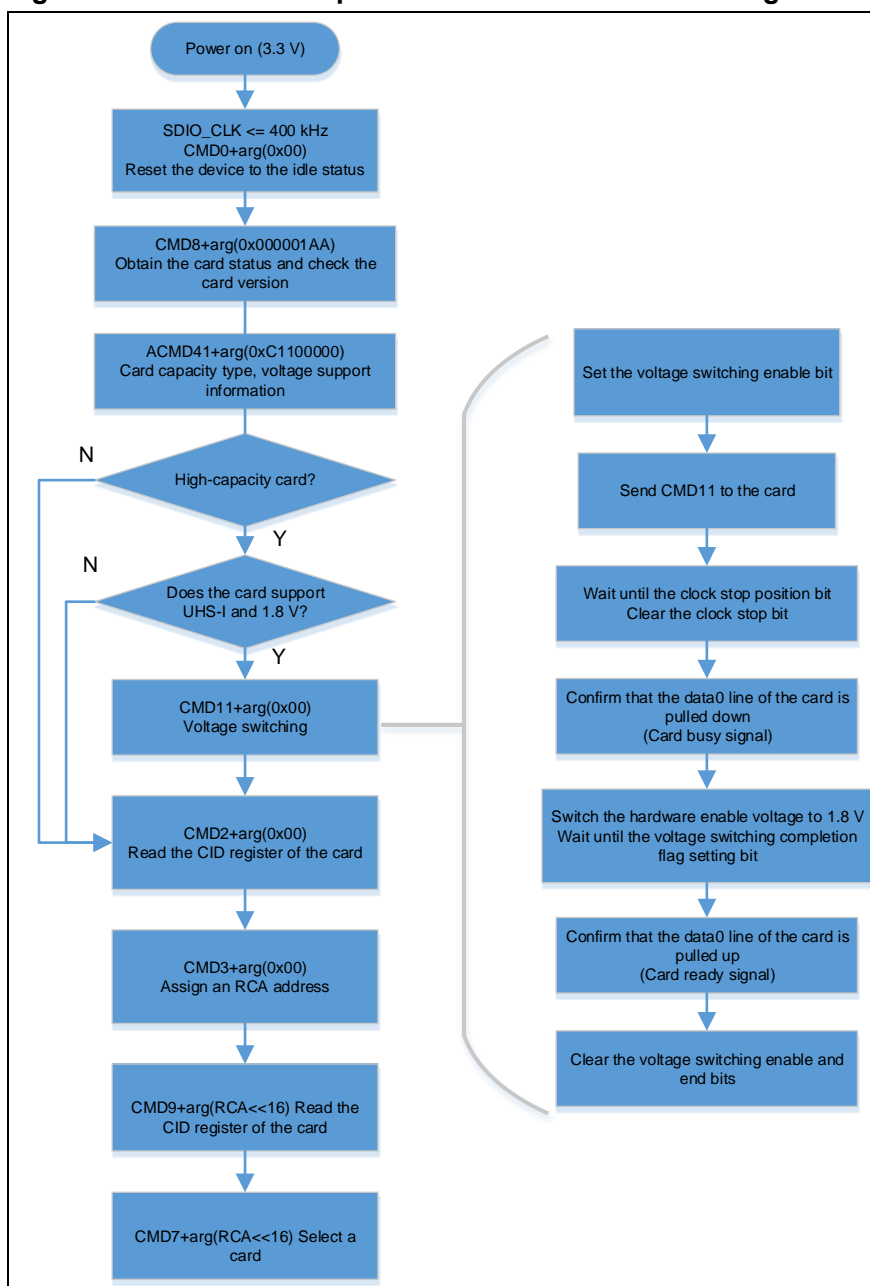 Power on (3.3 V)
SDIO_CLK <= 400 kHz
CMD0+arg(0x00)
Reset the device to the idle status
CMD8+arg(0x000001AA)
Obtain the card status and check the
card version
ACMD41+arg(0xC1100000)
Card capacity type, voltage support
information
N
High-capacity card?
Y
N
Does the card support
UHS-I and 1.8 V?
Y
CMD11+arg(0x00)
Voltage switching
CMD2+arg(0x00)
Read the CID register of the card
CMD3+arg(0x00)
Assign an RCA address
CMD9+arg(RCA<<16) Read the
CID register of the card
CMD7+arg(RCA<<16) Select a
card
Set the voltage switching enable bit
Send CMD11 to the card
Wait until the clock stop position bit
Clear the clock stop bit
Confirm that the data0 line of the card is
pulled down
(Card busy signal)
Switch the hardware enable voltage to 1.8 V
Wait until the voltage switching completion
flag setting bit
Confirm that the data0 line of the card is
pulled up
(Card ready signal)
Clear the voltage switching enable and
end bits